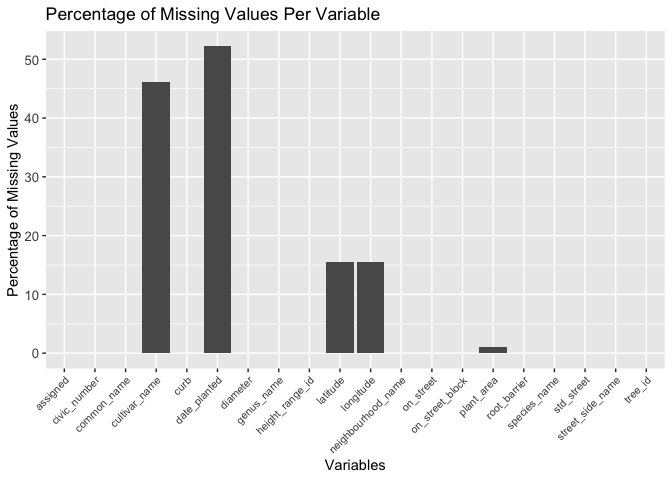 Percentage of Missing Values Per Variable
Percentage of Missing Values
50
40
30
20
10
0
assigned
civic_number
common_name
cultivar_name
curb
date_planted
diameter
genus_name
height_range_id
latitude
longitude
neighbourhood_name
on_street
on_street_block
plant_area
root_barrier
species_name
std_street
street_side_name
tree_id
Variables